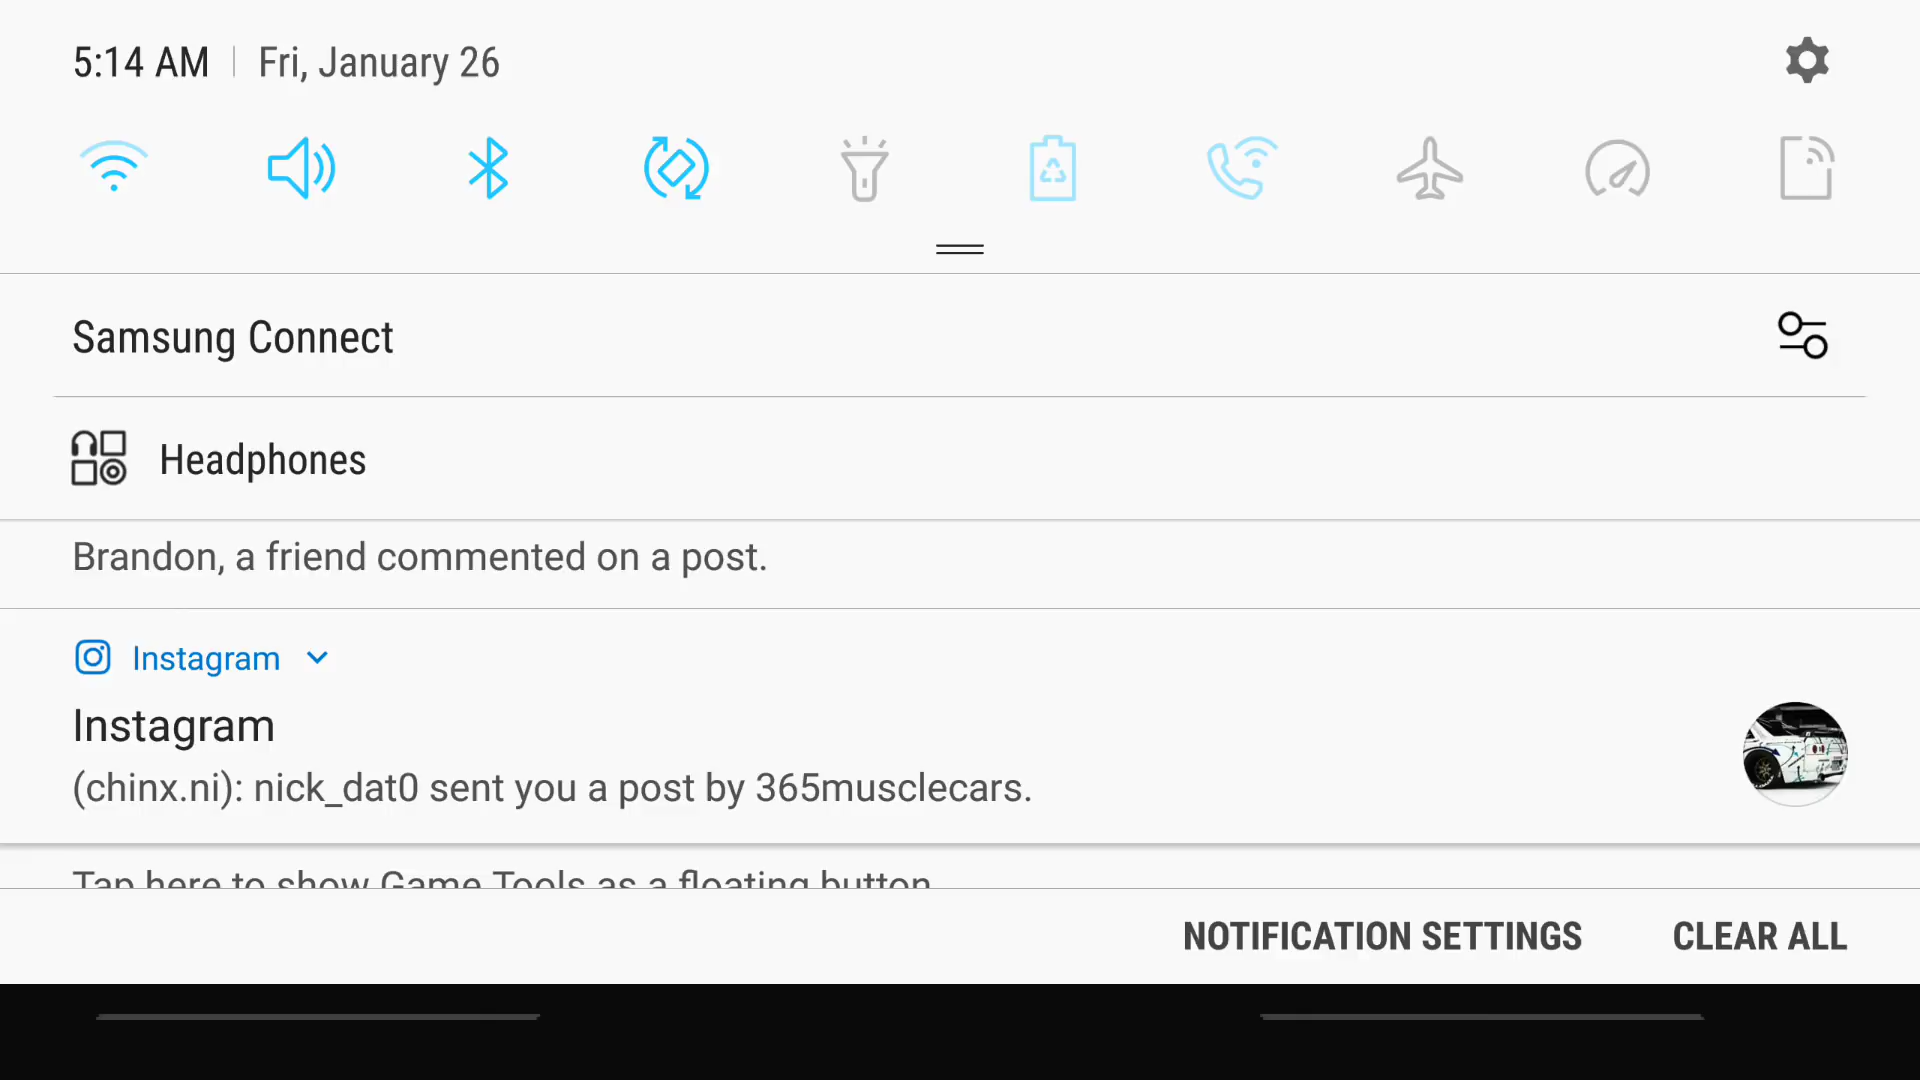 5:14 AM | Fri, January 26
Samsung Connect
Headphones
Brandon, a friend commented on a post.
Instagram
Instagram
(chinx.ni): nick_dat0 sent you a post by 365musclecars.
Tap here to show Game Tools as a floating button
NOTIFICATION SETTINGS CLEAR ALL